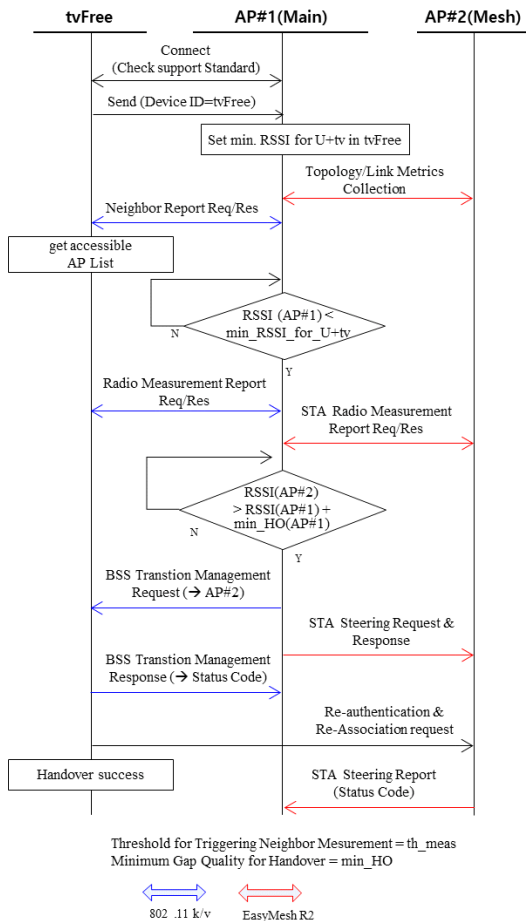 tvFree
AP#1(Main)
AP#2(Mesh)
Connect
(Check support Standard)
Send (Device ID=tvFree)
Set min. RSSI for U+tv in tvFree
Topology/Link Metrics
Collection
Neighbor Report Req/Res
get accessible
AP List
RSSI (AP#1) <
min_RSSI_for_U+tv
N
Y
Radio Measurement Report
Req/Res
STA Radio Measurement
Report Req/Res
RSSI(AP#2)
> RSSI(AP#1) +
min_HO(AP#1)
N
Y
BSS Transtion Management
Request (→ AP#2)
STA Steering Request &
Response
BSS Transtion Management
Response (→ Status Code)
Re-authentication &
Re-Association request
Handover success
STA Steering Report
(Status Code)
Threshold for Triggering Neighbor Mesurement = th_meas
Minimum Gap Quality for Handover = min_HO
802 .11 k/v
EasyMesh R2